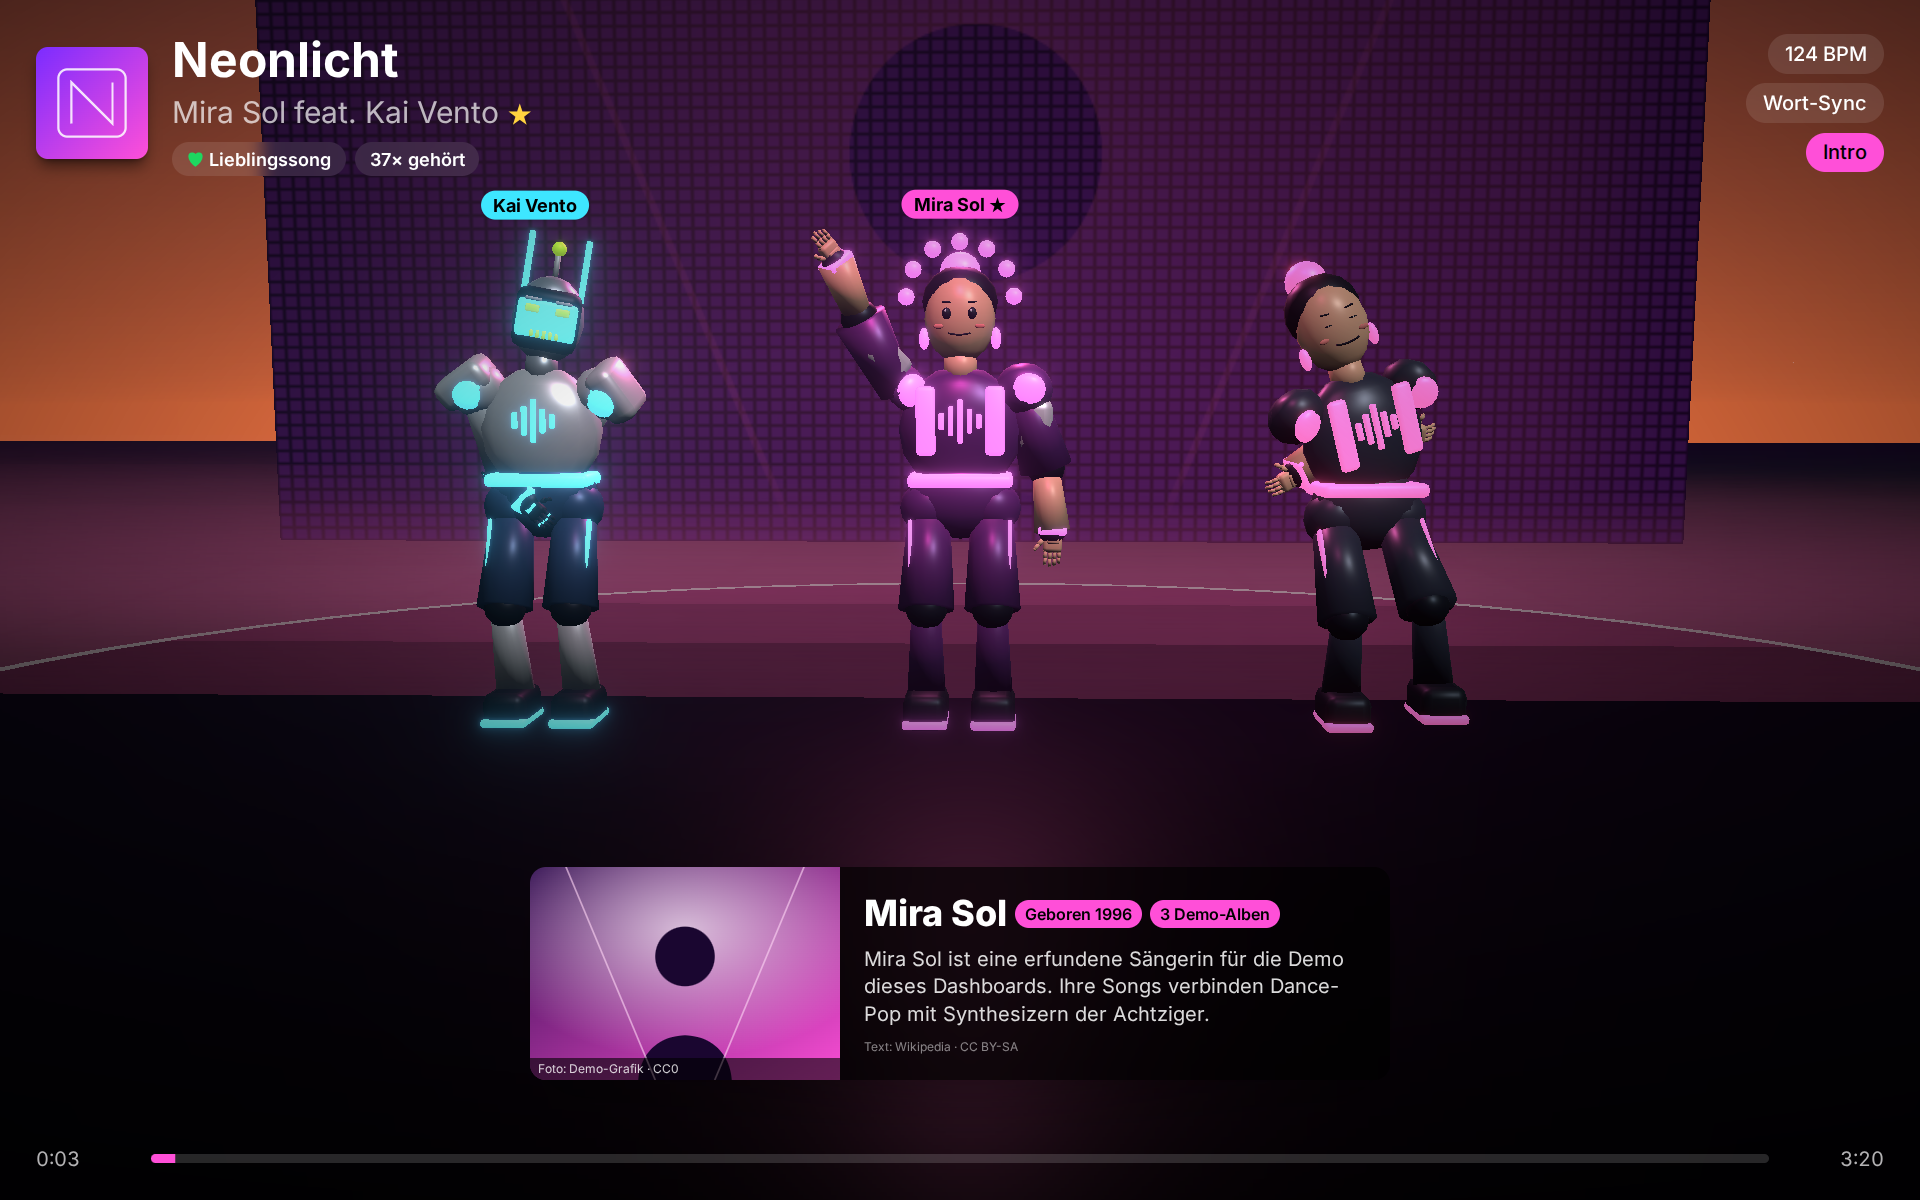 N
Neonlicht
Mira Sol feat. Kai Vento ★
Lieblingssong
37× gehört
124 BPM
Wort-Sync
Intro
Kai Vento
Mira Sol ★
Mira Sol
Geboren 1996
3 Demo-Alben
Mira Sol ist eine erfundene Sängerin für die Demo
dieses Dashboards. Ihre Songs verbinden Dance-
Pop mit Synthesizern der Achtziger.
Text: Wikipedia · CC BY-SA
Foto: Demo-Grafik · CC0
0:03
3:20